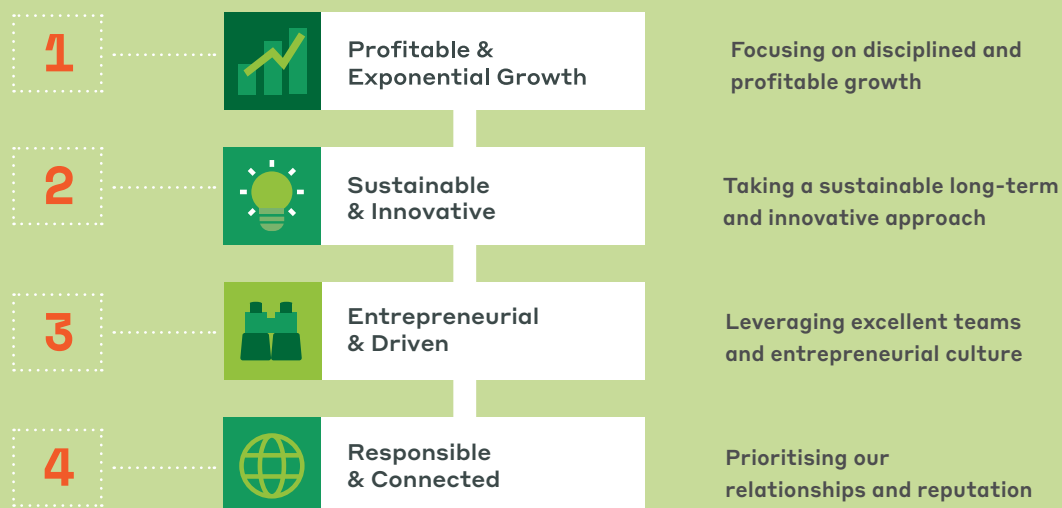 1
Profitable &
Exponential Growth
Focusing on disciplined and
profitable growth
2
Sustainable
& Innovative
Taking a sustainable long-term
and innovative approach
3
Entrepreneurial
& Driven
Leveraging excellent teams
and entrepreneurial culture
4
Responsible
& Connected
Prioritising our
relationships and reputation